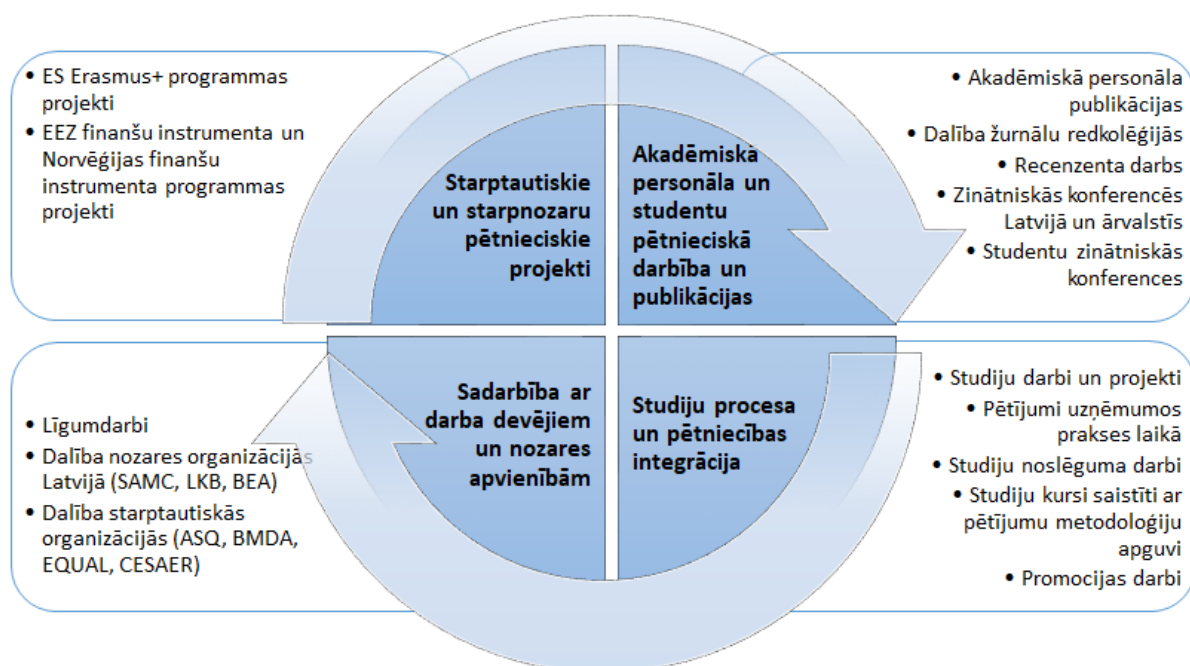 • ES Erasmus+ programmas
projekti
• EEZ finanšu instrumenta un
Norvēģijas finanšu
instrumenta programmas
projekti
Starptautiskie
un starpnozaru
pētnieciskie
projekti
Akadēmiskā
personāla un
studentu
pētnieciskā
darbība un
publikācijas
• Akadēmiskā personāla
publikācijas
• Dalība žurnālu redkolēģijās
• Recenzenta darbs
• Zinātniskās konferencēs
Latvijā un ārvalstīs
• Studentu zinātniskās
konferences
• Līgumdarbi
• Dalība nozares organizācijās
Latvijā (SAMC, LKB, BEA)
• Dalība starptautiskās
organizācijās (ASQ, BMDA,
EQUAL, CESAER)
Sadarbība ar
darba devējiem
un nozares
apvienībām
Studiju procesa
un pētniecības
integrācija
• Studiju darbi un projekti
• Pētījumi uzņēmumos
prakses laikā
• Studiju noslēguma darbi
• Studiju kursi saistīti ar
pētījumu metodoloģiju
apguvi
• Promocijas darbi